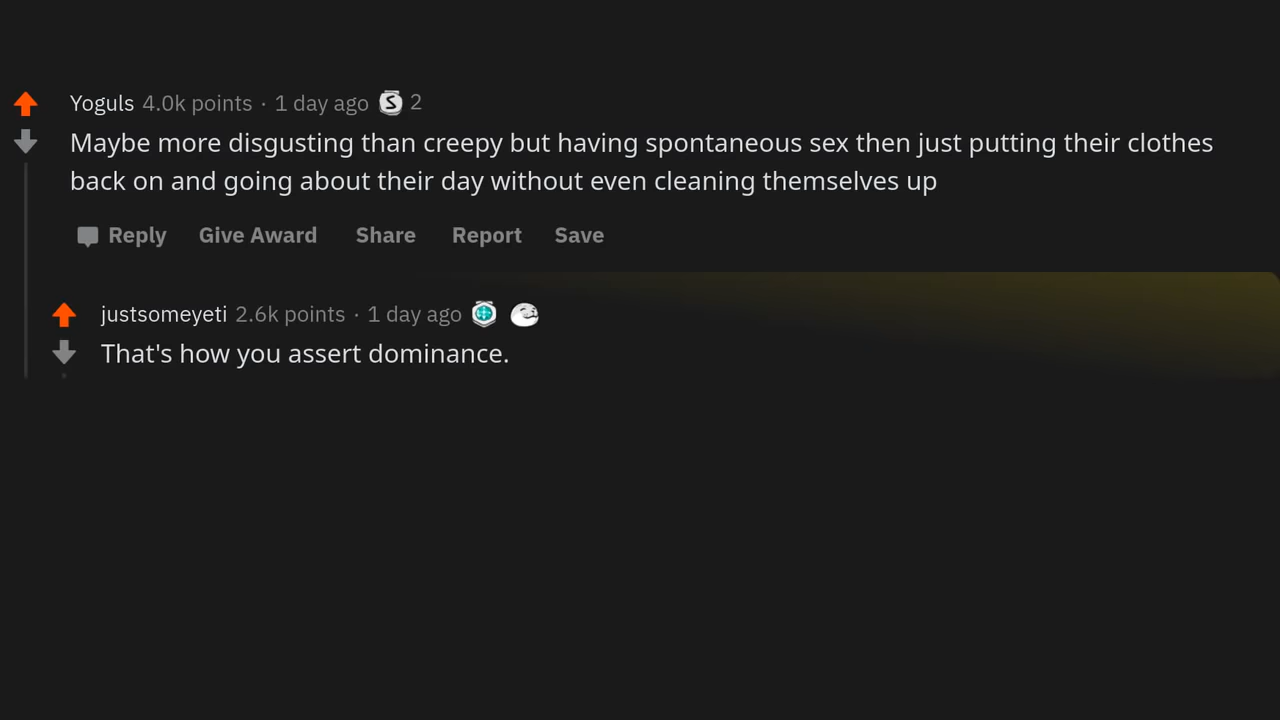 Yoguls 4.0k points · 1 day ago S 2
Maybe more disgusting than creepy but having spontaneous sex then just putting their clothes
back on and going about their day without even cleaning themselves up
Reply Give Award Share Report Save
justsomeyeti 2.6k points · 1 day ago
That's how you assert dominance.